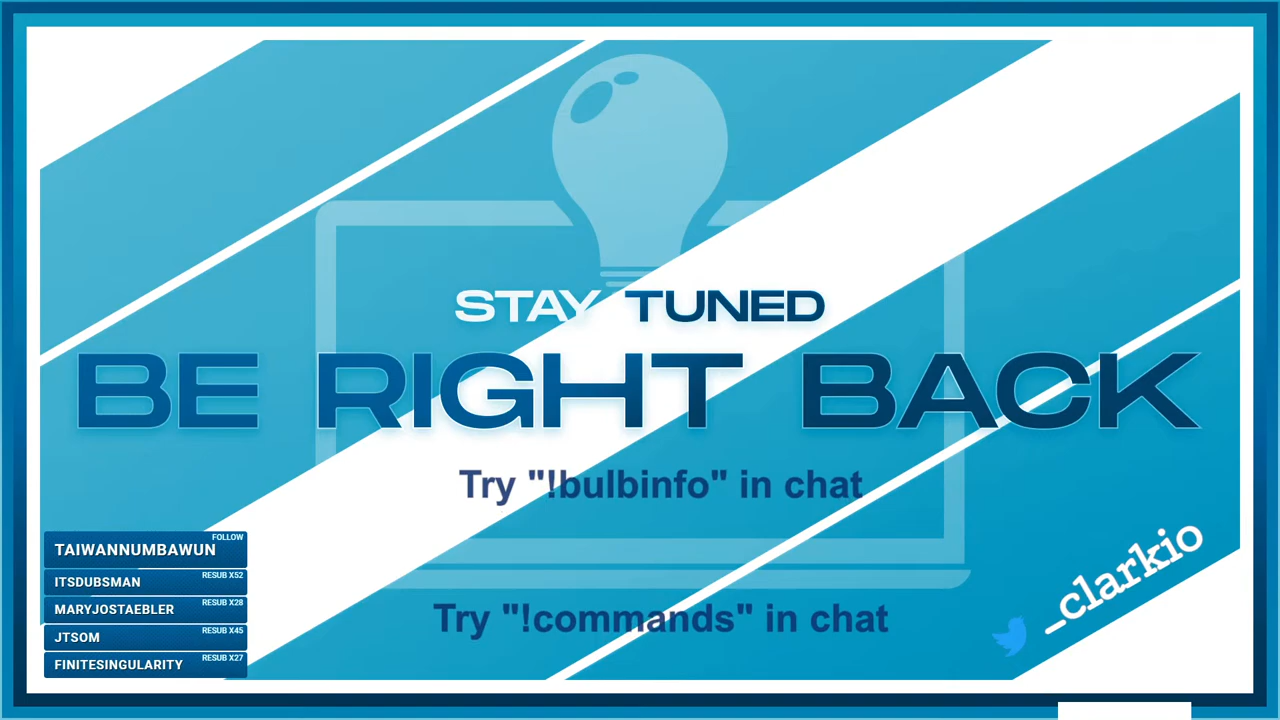 STAY TUNED
BE RIGHT BACK
Try "!bulbinfo" in chat
FOLLOW
TAIWANNUMBAWUN
ITSDUBSMAN RESUB X52
MARYJOSTAEBLER RESUB X28
JTSOM RESUB X45
FINITESINGULARITY RESUB X27
Try "!commands" in chat
_clarkio